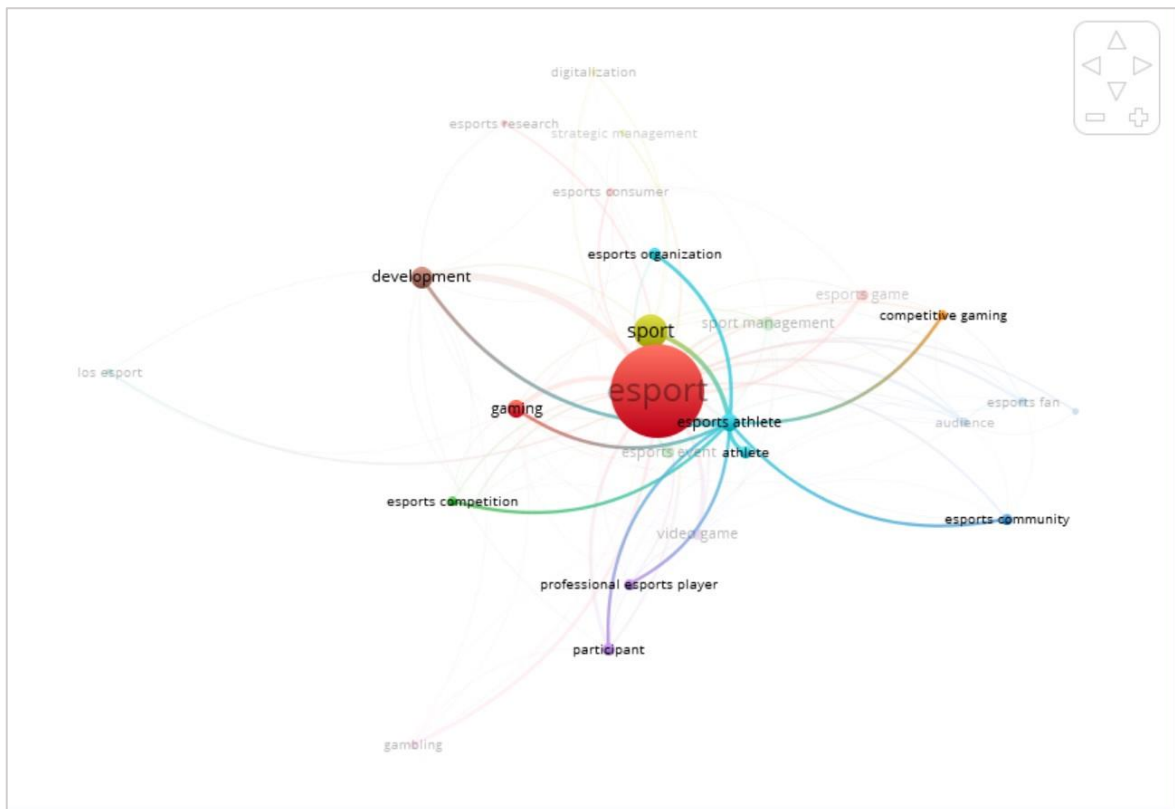 digitalization
esports research
strategic management
esports consumer
esports organization
development
esports game
competitive gaming
sport
sport management
los esport
esport
esports fan
gaming
esports athlete
audience
esports event
athlete
esports competition
esports community
video game
professional esports player
participant
gambling